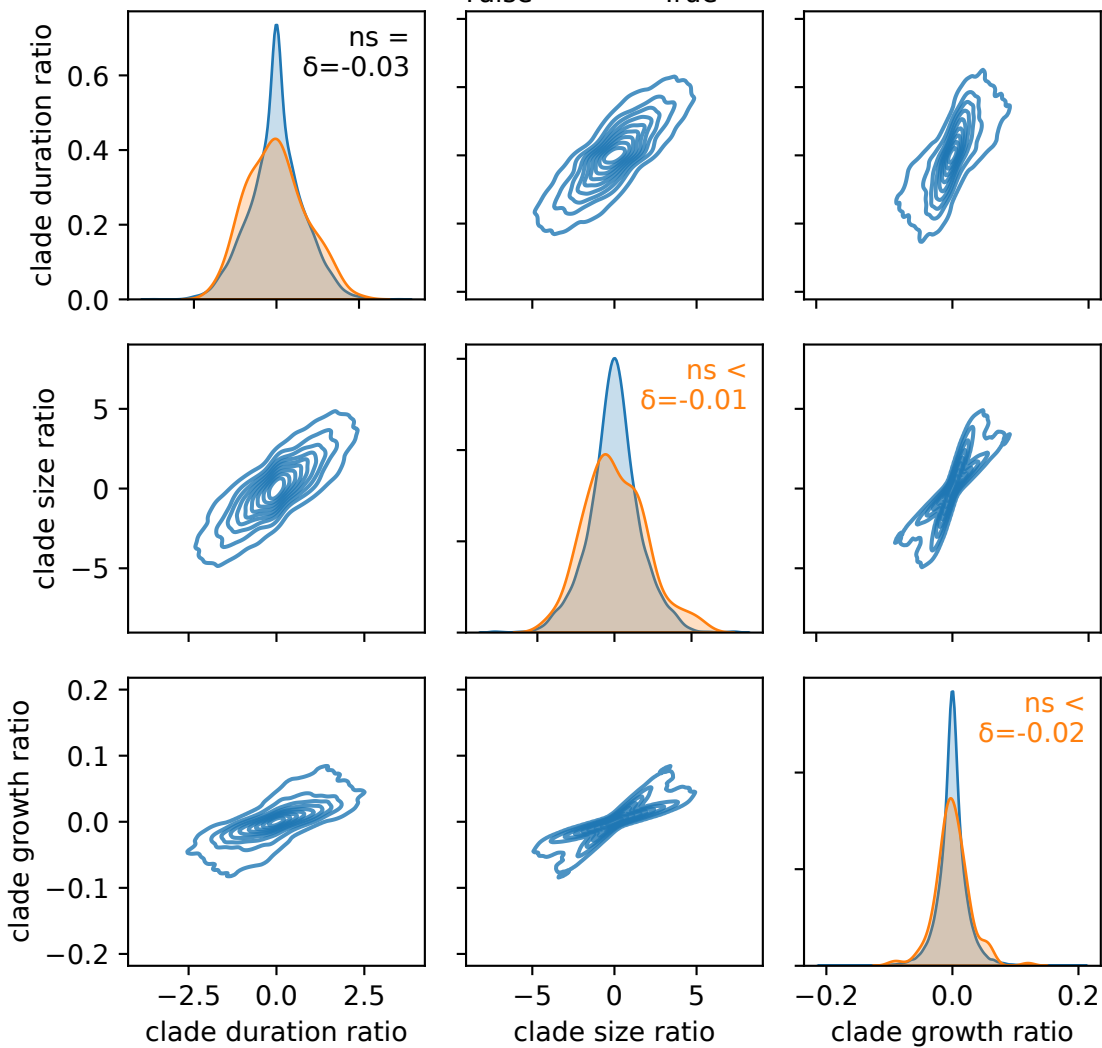 ns =
δ=-0.03
clade duration ratio
0.6
0.4
0.2
0.0
ns <
δ=-0.01
clade size ratio
5
0
−5
ns <
δ=-0.02
clade growth ratio
0.2
0.1
0.0
−0.1
−0.2
−2.5 0.0 2.5
−5 0 5
−0.2 0.0 0.2
clade duration ratio
clade size ratio
clade growth ratio